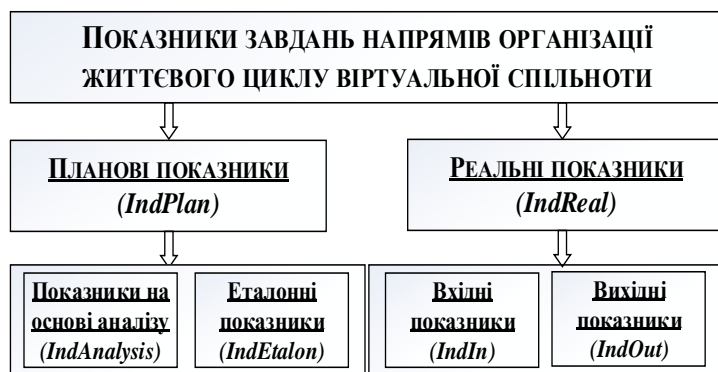 ПОКАЗНИКИ ЗАВДАНЬ НАПРЯМІВ ОРГАНІЗАЦІЇ
ЖИТТЄВОГО ЦИКЛУ ВІРТУАЛЬНОЇ СПІЛЬНОТИ
ПЛАНОВІ ПОКАЗНИКИ
(IndPlan)
РЕАЛЬНІ ПОКАЗНИКИ
(IndReal)
Показники на
основі аналізу
(IndAnalysis)
Еталонні
показники
(IndEtalon)
Вхідні
показники
(IndIn)
Вихідні
показники
(IndOut)